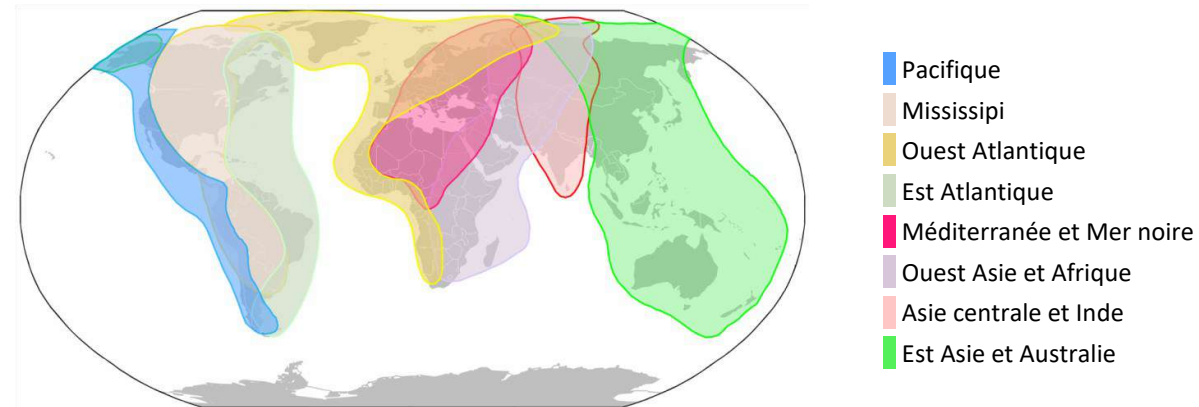 Pacifique
Mississipi
Ouest Atlantique
Est Atlantique
Méditerranée et Mer noire
Ouest Asie et Afrique
Asie centrale et Inde
Est Asie et Australie